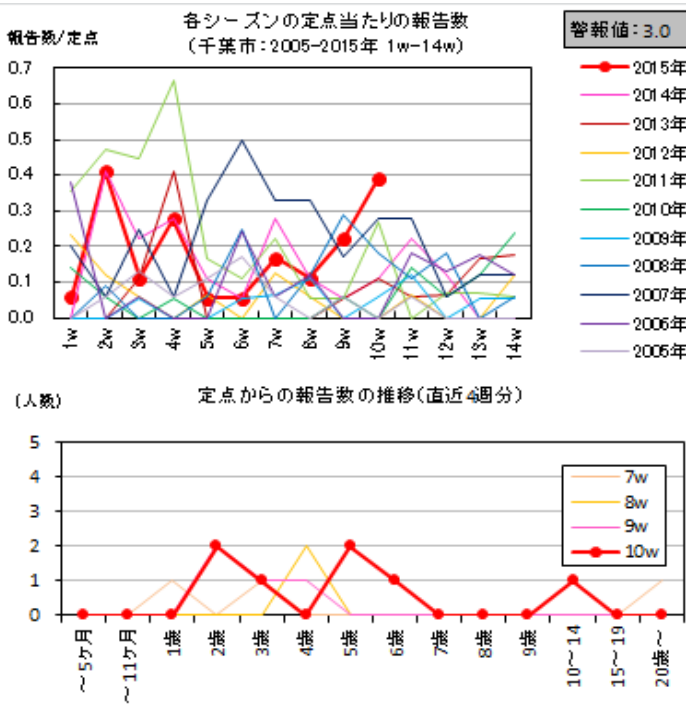 各シーズンの定点当たりの報告数
(千葉市:2005-2015年 1w-14w)
報告数/定点
警報値:3.0
0.7
0.6
0.5
0.4
0.3
0.2
0.1
0.0
1w 2w 3w 4w 5w 6w 7w 8w 9w 10w 11w 12w 13w 14w
2015年
2014年
2013年
2012年
2011年
2010年
2009年
2008年
2007年
2006年
2005年
定点からの報告数の推移(直近4週分)
(人数)
5
4
3
2
1
0
7w
8w
9w
10w
~5ヶ月 ~11ヶ月 1歳 2歳 3歳 4歳 5歳 6歳 7歳 8歳 9歳 10~14 15~19 20歳~